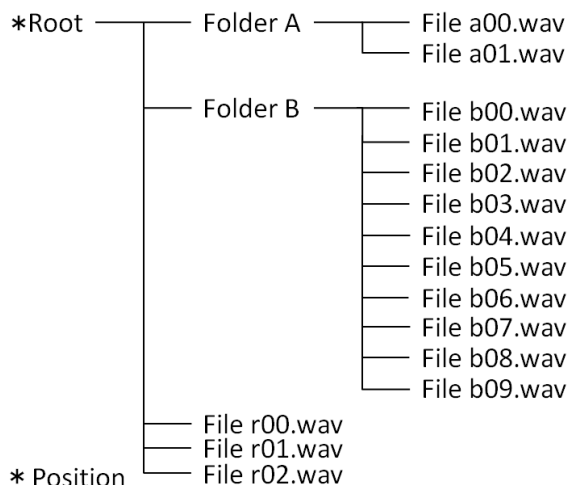 *Root Folder A File a00.wav
File a01.wav
Folder B File b00.wav
File b01.wav
File b02.wav
File b03.wav
File b04.wav
File b05.wav
File b06.wav
File b07.wav
File b08.wav
File b09.wav
File r00.wav
File r01.wav
* Position File r02.wav